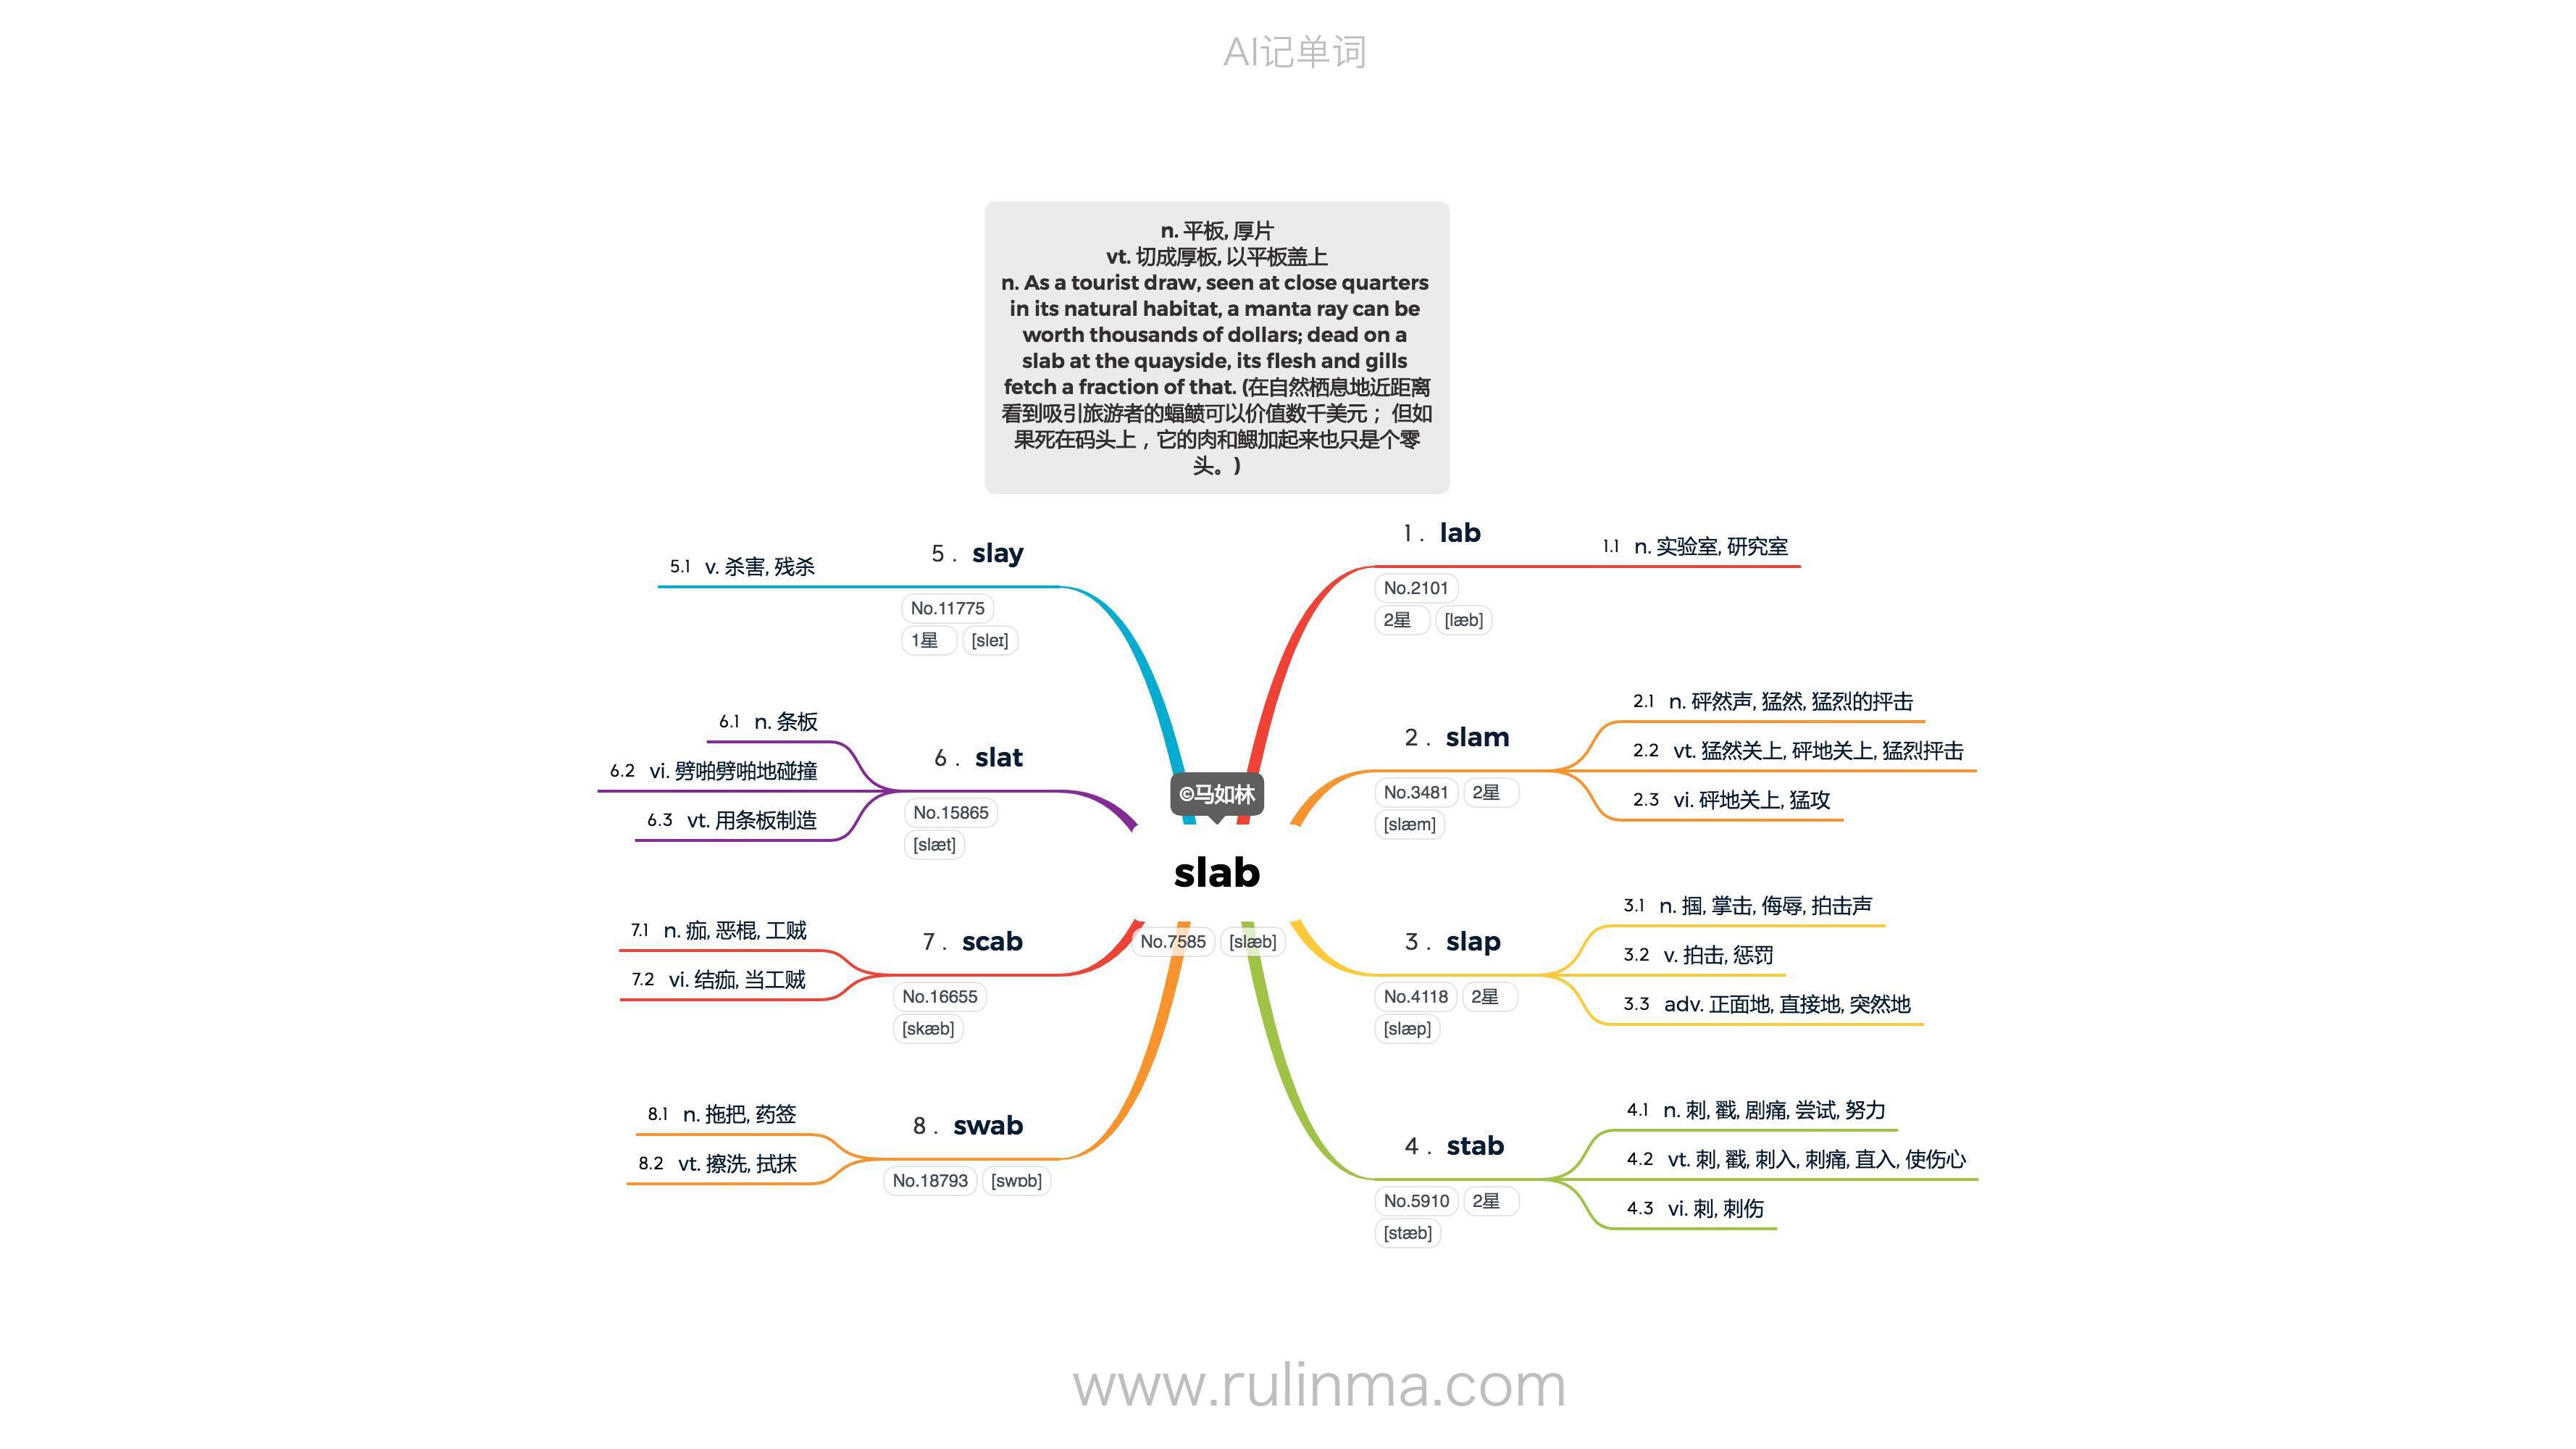 AI记单词
n. 平板, 厚片
vt. 切成厚板, 以平板盖上
n. As a tourist draw, seen at close quarters
in its natural habitat, a manta ray can be
worth thousands of dollars; dead on a
slab at the quayside, its flesh and gills
fetch a fraction of that. (在自然栖息地近距离
看到吸引旅游者的蝠鲼可以价值数千美元； 但如
果死在码头上，它的肉和鳃加起来也只是个零
头。)
©马如林
slab
No.7585 [slæb]
1. lab
No.2101
2星 [læb]
1.1 n. 实验室, 研究室
2. slam
No.3481 2星
[slæm]
2.1 n. 砰然声, 猛然, 猛烈的抨击
2.2 vt. 猛然关上, 砰地关上, 猛烈抨击
2.3 vi. 砰地关上, 猛攻
3. slap
No.4118 2星
[slæp]
3.1 n. 掴, 掌击, 侮辱, 拍击声
3.2 v. 拍击, 惩罚
3.3 adv. 正面地, 直接地, 突然地
4. stab
No.5910 2星
[stæb]
4.1 n. 刺, 戳, 剧痛, 尝试, 努力
4.2 vt. 刺, 戳, 刺入, 刺痛, 直入, 使伤心
4.3 vi. 刺, 刺伤
5. slay
No.11775
1星 [sleɪ]
5.1 v. 杀害, 残杀
6. slat
No.15865
[slæt]
6.1 n. 条板
6.2 vi. 劈啪劈啪地碰撞
6.3 vt. 用条板制造
7. scab
No.16655
[skæb]
7.1 n. 痂, 恶棍, 工贼
7.2 vi. 结痂, 当工贼
8. swab
No.18793 [swɒb]
8.1 n. 拖把, 药签
8.2 vt. 擦洗, 拭抹
www.rulinma.com